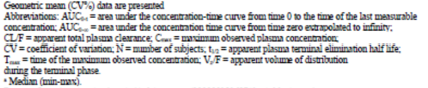 Geometric mean (CV%) data are presented
Abbreviations: AUC₀₋ₜ = area under the concentration-time curve from time 0 to the time of the last measurable
concentration; AUC₀₋∞ = area under the concentration time curve from time zero extrapolated to infinity;
CL/F = apparent total plasma clearance; Cₘₐₓ = maximum observed plasma concentration;
CV = coefficient of variation; N = number of subjects; t₁/₂ = apparent plasma terminal elimination half life;
Tₘₐₓ = time of the maximum observed concentration; V_z/F = apparent volume of distribution
during the terminal phase.
ᵃ Median (min-max).